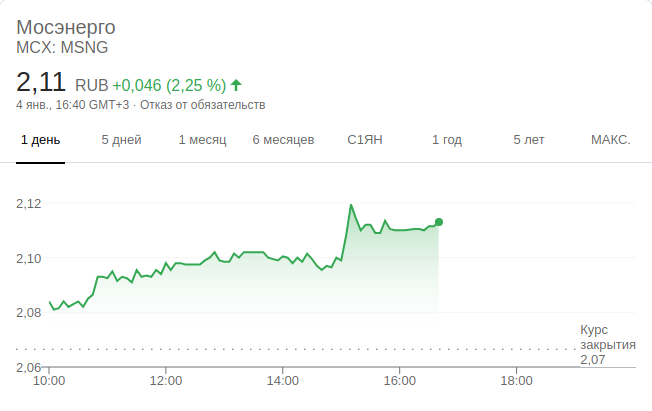 Мосэнерго
MCX: MSNG
2,11 RUB +0,046 (2,25 %)
4 янв., 16:40 GMT+3 · Отказ от обязательств
1 день 5 дней 1 месяц 6 месяцев С1ЯН 1 год 5 лет МАКС.
2,12
2,10
2,08
Курс
закрытия
2,07
2,06
10:00 12:00 14:00 16:00 18:00